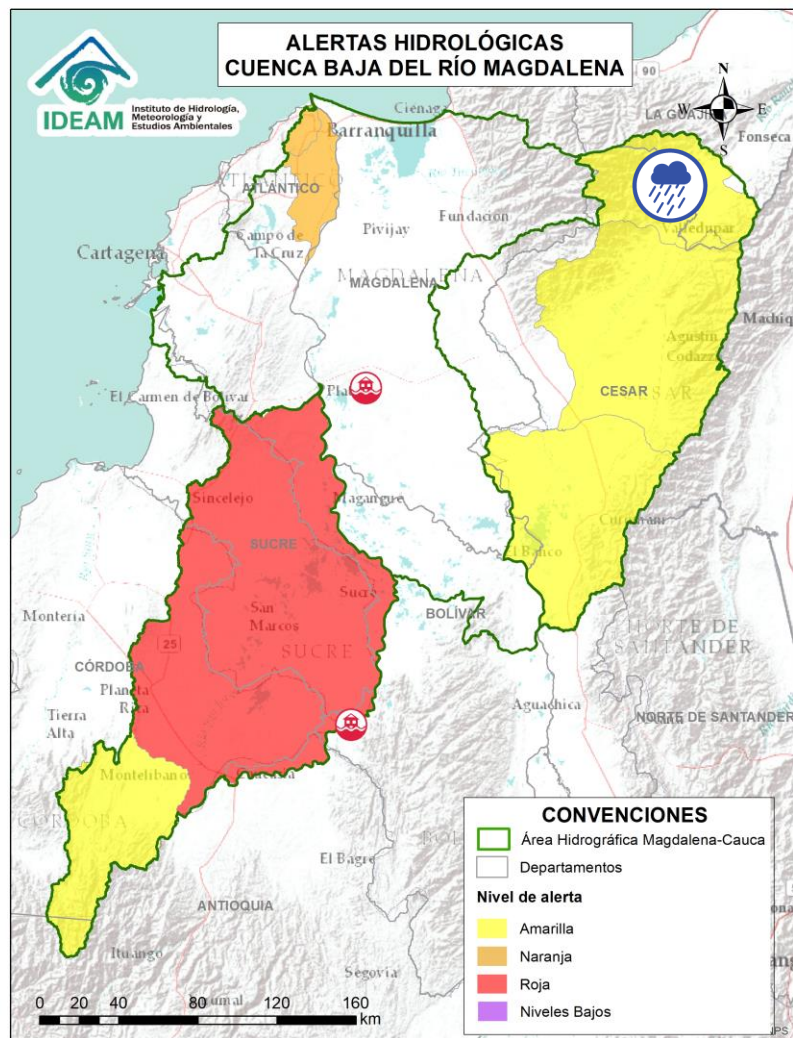 ALERTAS HIDROLÓGICAS
CUENCA BAJA DEL RÍO MAGDALENA
IDEAM
Instituto de Hidrología,
Meteorología y
Estudios Ambientales
90
N
W
E
S
Ciénaga
LA GUAJIRA
Fonseca
Barranquilla
ATLÁNTICO
Fundación
Pivijay
Valledupar
Campo de
la Cruz
Cartagena
MAGDALENA
MAGDALENA
Agustín
Codazzi
CESAR
El Carmen de Bolívar
Sincelejo
Magangue
SUCRE
El Banco
Sucre
BOLÍVAR
San
Marcos
Montería
SUCRE
25
NORTE DE
SANTANDER
CÓRDOBA
Planeta
Rica
Aguachica
Tierra
Alta
NORTE DE SANTANDER
Montelibano
El Bagre
ANTIOQUIA
Ituango
Segovia
CONVENCIONES
Área Hidrográfica Magdalena-Cauca
Departamentos
Nivel de alerta
Amarilla
Naranja
Roja
Niveles Bajos
0 20 40 80 120 160
km